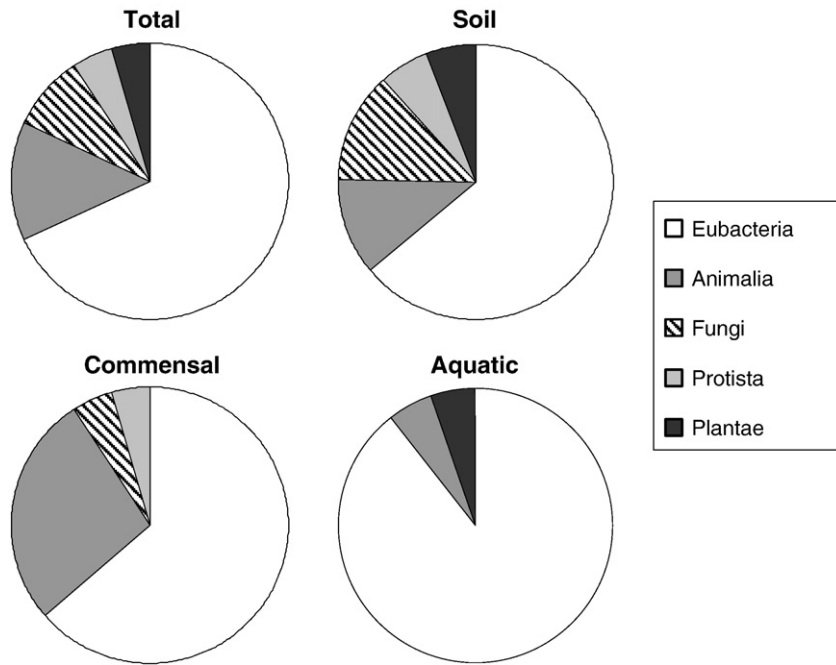 Total
Soil
Commensal
Aquatic
Eubacteria
Animalia
Fungi
Protista
Plantae